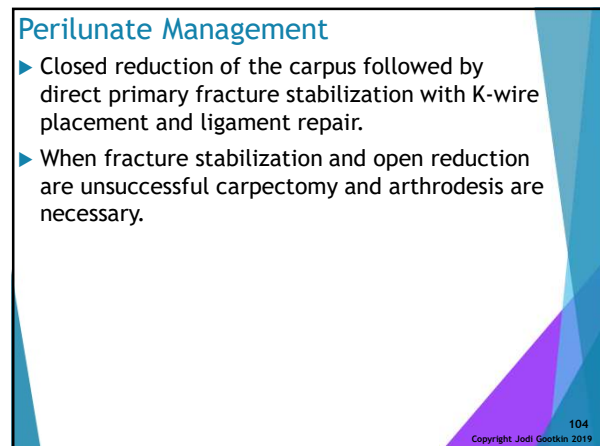 Perilunate Management
▶ Closed reduction of the carpus followed by
direct primary fracture stabilization with K-wire
placement and ligament repair.
▶ When fracture stabilization and open reduction
are unsuccessful carpectomy and arthrodesis are
necessary.
104
Copyright Jodi Gootkin 2019